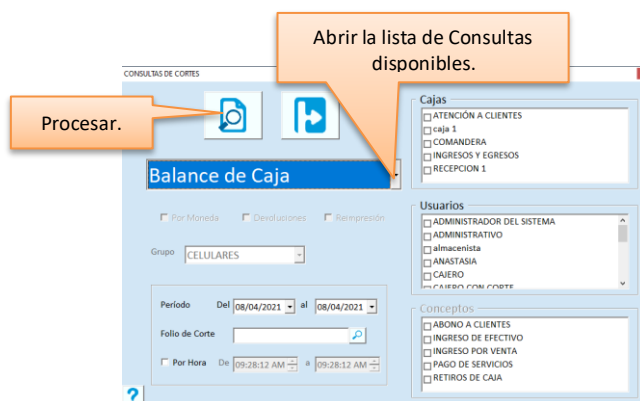 Abrir la lista de Consultas
disponibles.
CONSULTAS DE CORTES
Procesar.
Balance de Caja
Por Moneda Devoluciones Reimpresión
Grupo CELULARES
Período Del 08/04/2021 al 08/04/2021
Folio de Corte
Por Hora De 09:28:12 AM a 09:28:12 AM
?
Cajas
ATENCIÓN A CLIENTES
caja 1
COMANDERA
INGRESOS Y EGRESOS
RECEPCION 1
Usuarios
ADMINISTRADOR DEL SISTEMA
ADMINISTRATIVO
almacenista
ANASTASIA
CAJERO
CAJERO CON CORTE
Conceptos
ABONO A CLIENTES
INGRESO DE EFECTIVO
INGRESO POR VENTA
PAGO DE SERVICIOS
RETIROS DE CAJA